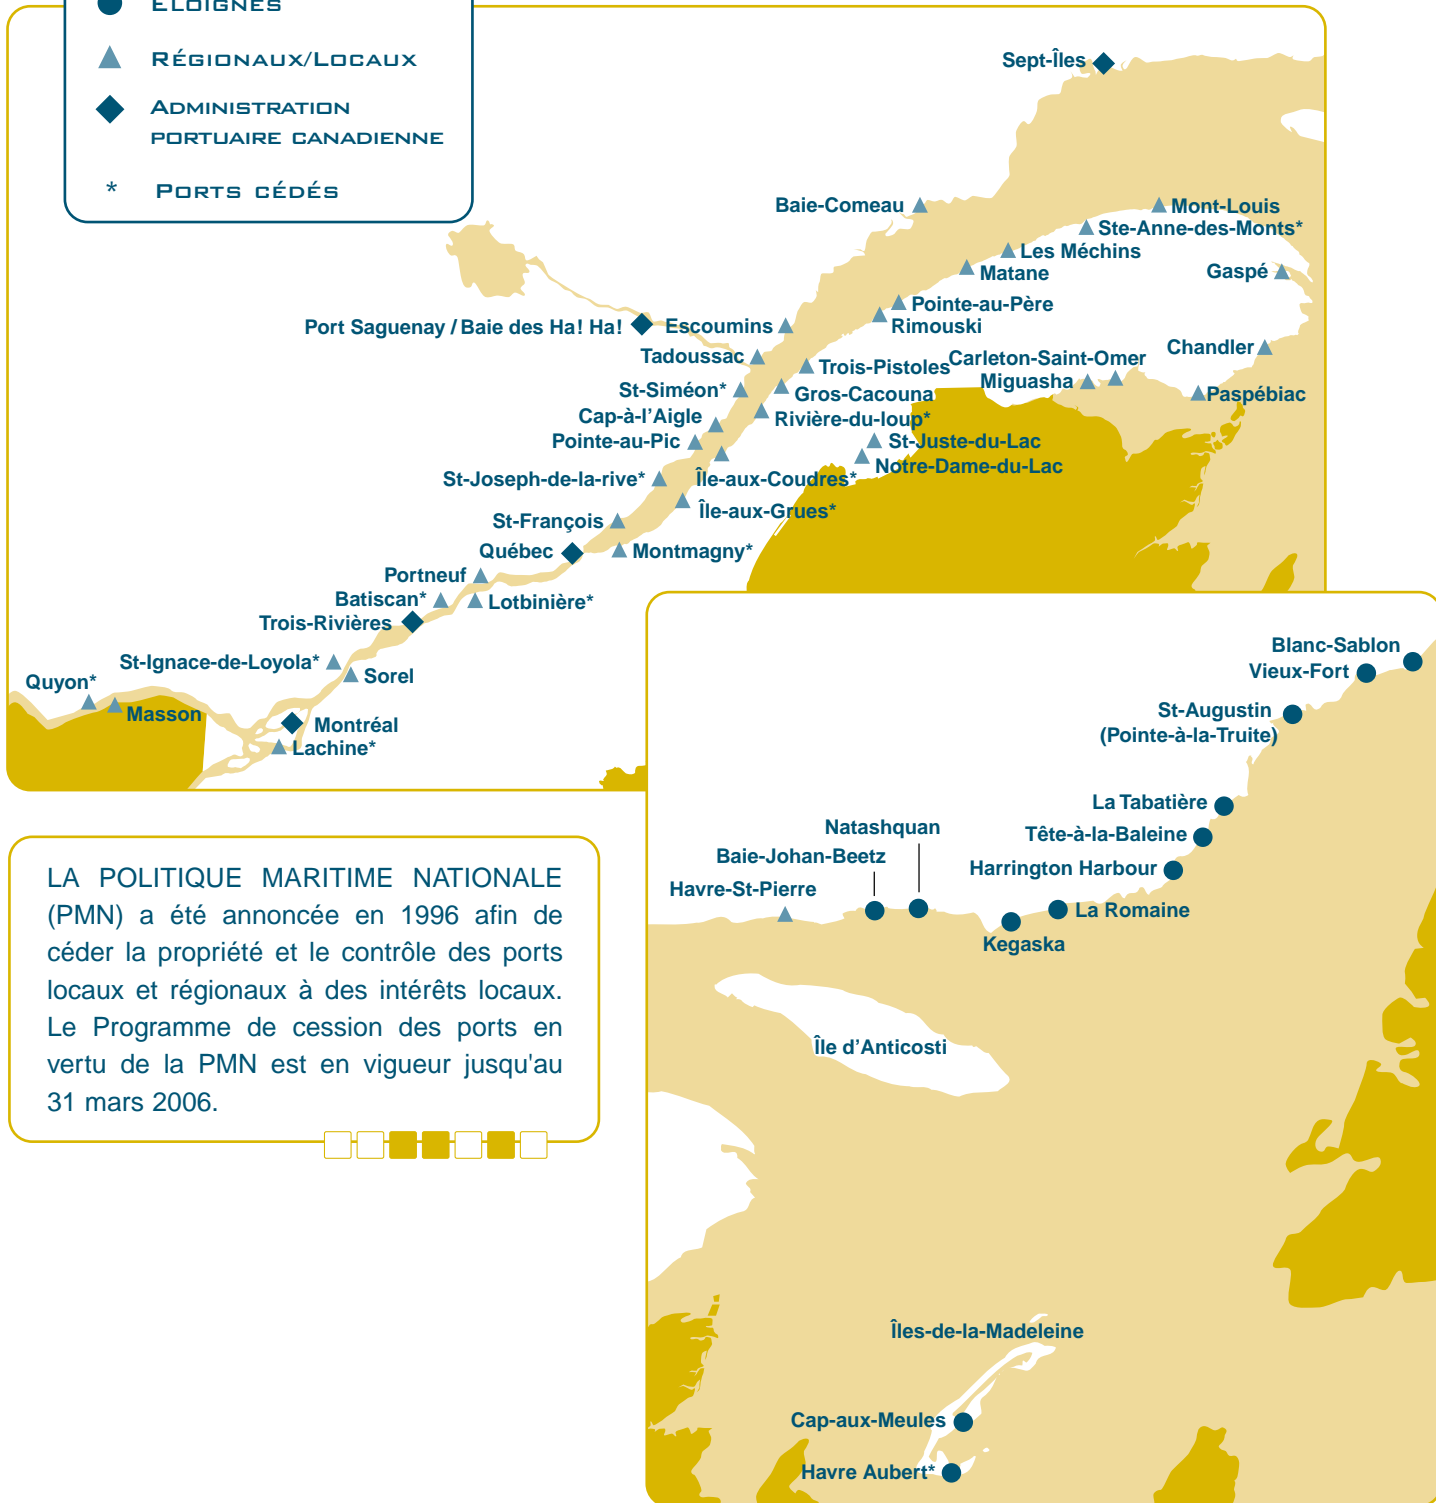 ÉLOIGNÉS
RÉGIONAUX/LOCAUX
ADMINISTRATION
PORTUAIRE CANADIENNE
* PORTS CÉDÉS
Sept-Îles
Baie-Comeau
Mont-Louis
Ste-Anne-des-Monts*
Les Méchins
Matane
Gaspé
Pointe-au-Père
Rimouski
Port Saguenay / Baie des Ha! Ha!
Escoumins
Tadoussac
Trois-Pistoles
Carleton-Saint-Omer
Miguasha
Chandler
Paspébiac
St-Siméon*
Gros-Cacouna
Cap-à-l'Aigle
Rivière-du-loup*
Pointe-au-Pic
St-Juste-du-Lac
Notre-Dame-du-Lac
St-Joseph-de-la-rive*
Île-aux-Coudres*
Île-aux-Grues*
St-François
Québec
Montmagny*
Portneuf
Batiscan*
Lotbinière*
Trois-Rivières
St-Ignace-de-Loyola*
Sorel
Quyon*
Masson
Montréal
Lachine*
LA POLITIQUE MARITIME NATIONALE
(PMN) a été annoncée en 1996 afin de
céder la propriété et le contrôle des ports
locaux et régionaux à des intérêts locaux.
Le Programme de cession des ports en
vertu de la PMN est en vigueur jusqu'au
31 mars 2006.
Blanc-Sablon
Vieux-Fort
St-Augustin
(Pointe-à-la-Truite)
La Tabatière
Tête-à-la-Baleine
Harrington Harbour
La Romaine
Kegaska
Natashquan
Baie-Johan-Beetz
Havre-St-Pierre
Île d'Anticosti
Îles-de-la-Madeleine
Cap-aux-Meules
Havre Aubert*